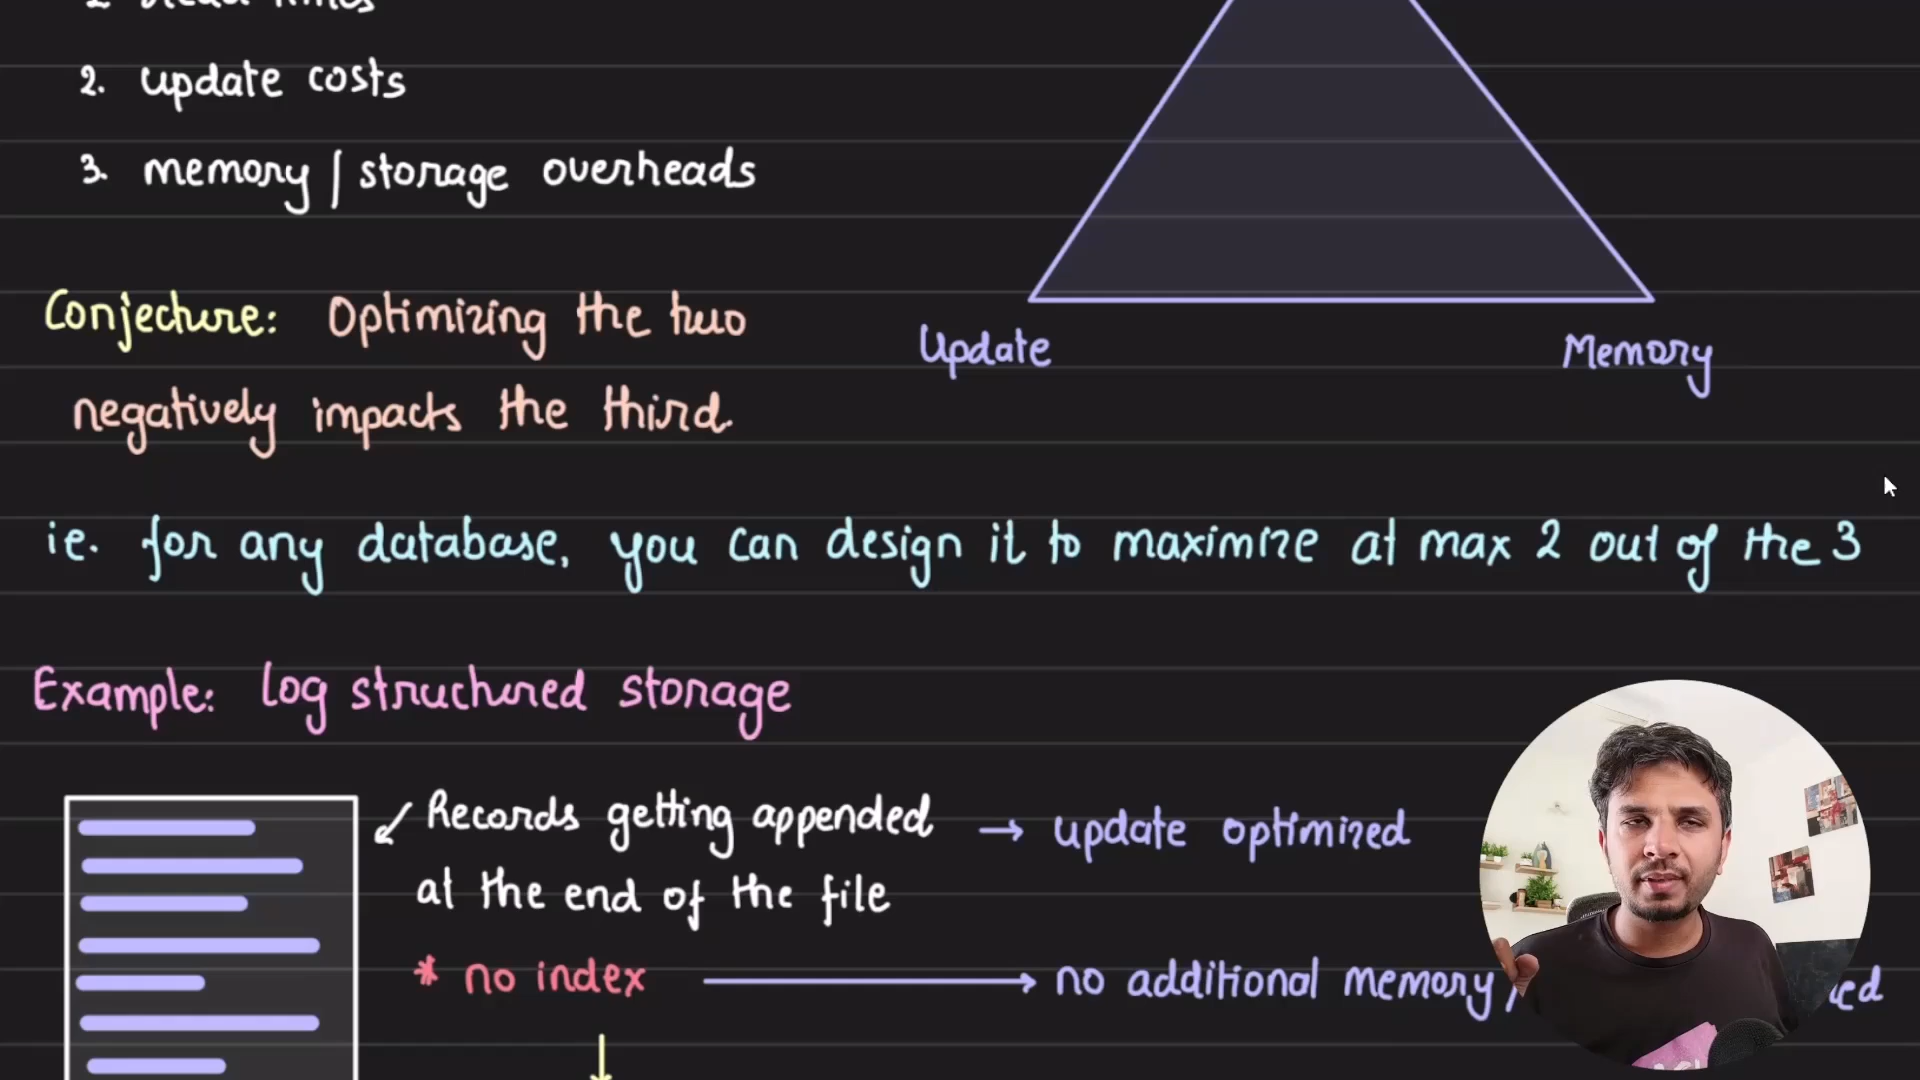 update costs
2.
3. memory / storage overheads
Conjecture: Optimizing the two
negatively impacts the third.
Update
Memory
ie. for any database, you can design it to maximize at max 2 out of the 3
Example: Log structured storage
Records getting appended → update optimized
at the end of the file
* no index → no additional memory /